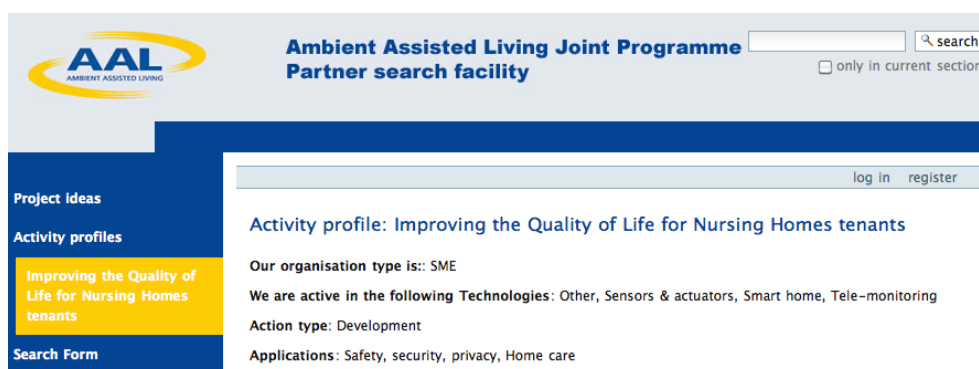 AAL
AMBIENT ASSISTED LIVING
Ambient Assisted Living Joint Programme
Partner search facility
search
only in current section
log in register
Project ideas
Activity profiles
Improving the Quality of
Life for Nursing Homes
tenants
Search Form
Activity profile: Improving the Quality of Life for Nursing Homes tenants
Our organisation type is:: SME
We are active in the following Technologies: Other, Sensors & actuators, Smart home, Tele-monitoring
Action type: Development
Applications: Safety, security, privacy, Home care